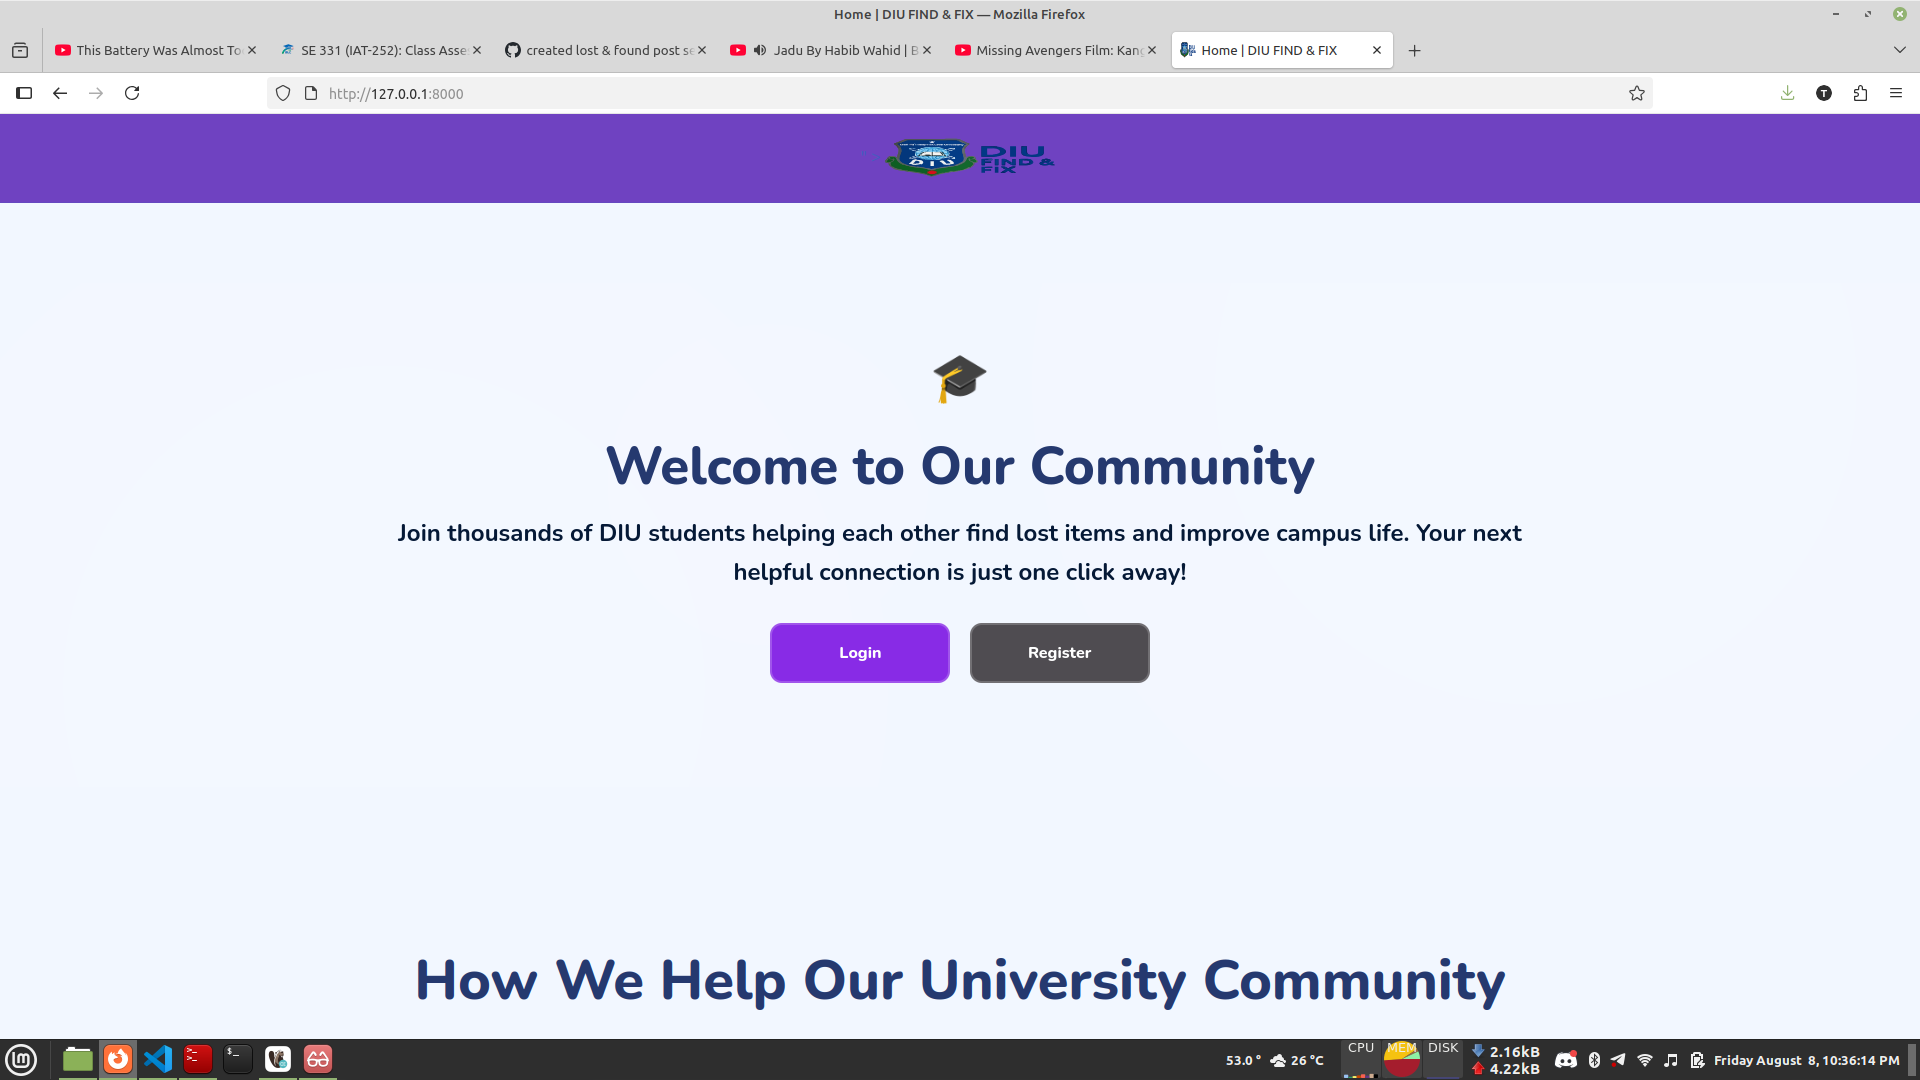 Home | DIU FIND & FIX — Mozilla Firefox
This Battery Was Almost To
SE 331 (IAT-252): Class Asse
created lost & found post se
Jadu By Habib Wahid | B
Missing Avengers Film: Kang
Home | DIU FIND & FIX
http://127.0.0.1:8000
T
DIU
DIU
FIND &
FIX
Welcome to Our Community
Join thousands of DIU students helping each other find lost items and improve campus life. Your next
helpful connection is just one click away!
Login
Register
How We Help Our University Community
53.0 °
26 °C
CPU
MEM
DISK
2.16kB
4.22kB
Friday August 8, 10:36:14 PM